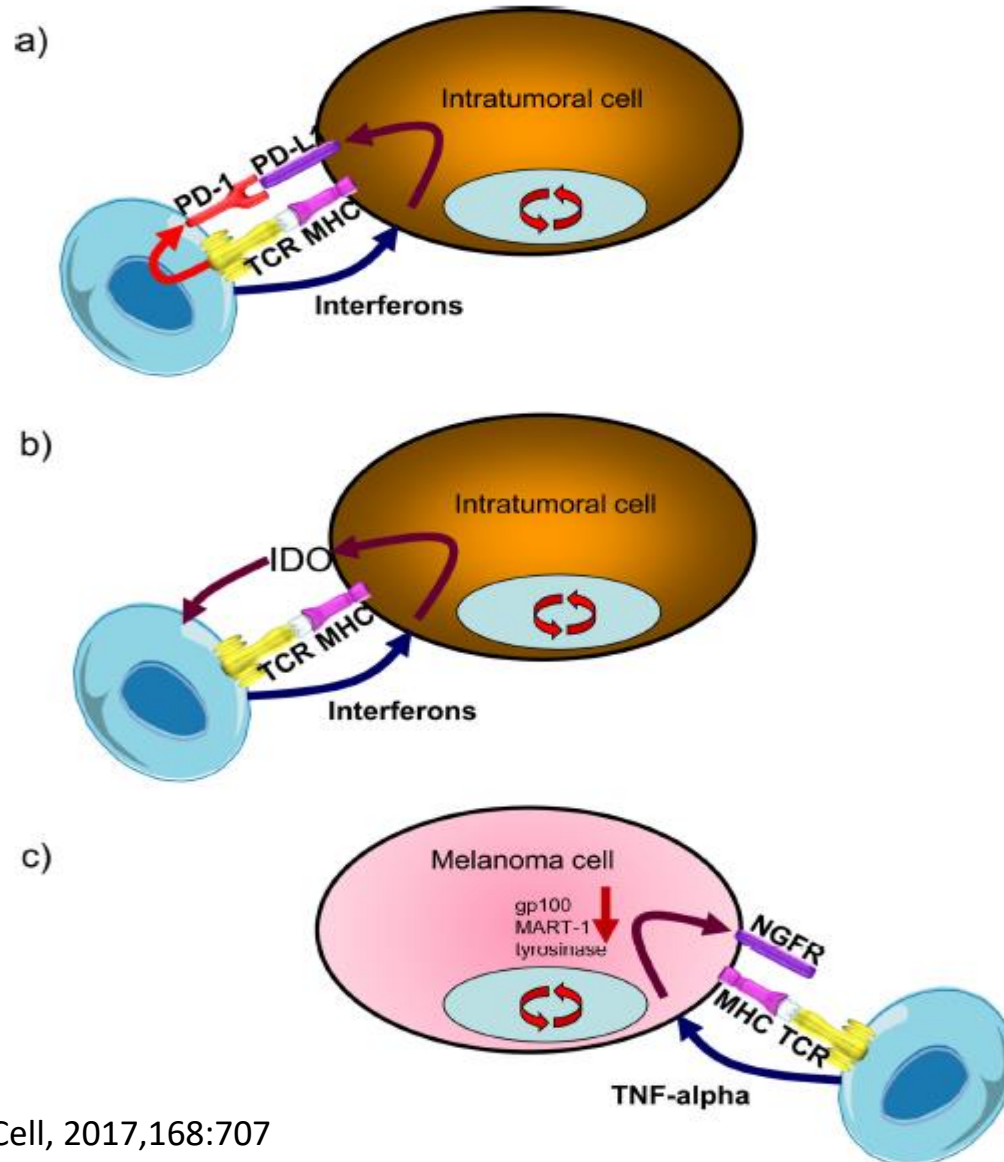 a)
Intratumoral cell
PD-1
PD-L1
TCR MHC
Interferons
b)
Intratumoral cell
IDO
TCR MHC
Interferons
c)
Melanoma cell
gp100
MART-1
tyrosinase
NGFR
MHC TCR
TNF-alpha
Cell, 2017,168:707